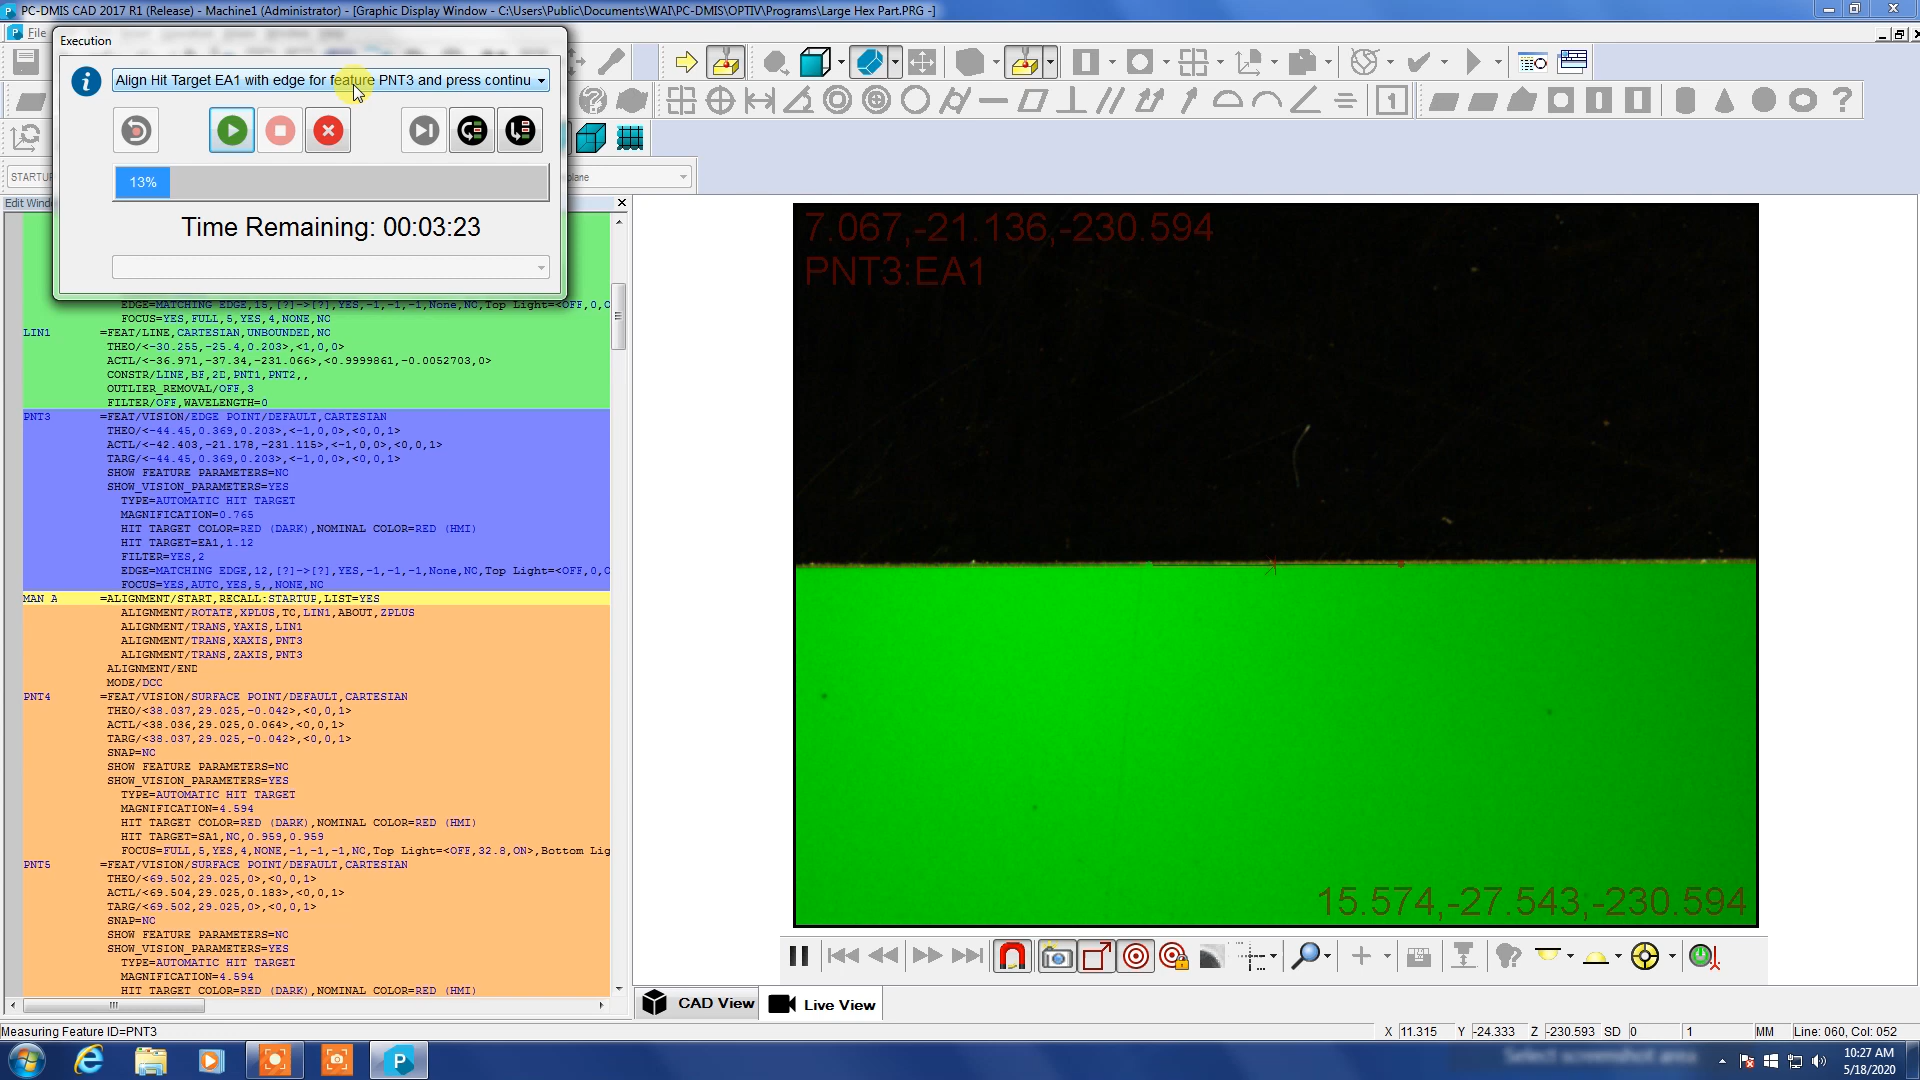 PC-DMIS CAD 2017 R1 (Release) - Machine1 (Administrator) - [Graphic Display Window - C:\Users\Public\Documents\WAI\PC-DMIS\OPTIV\Programs\Large Hex Part.PRG -]
File
Execution
Align Hit Target EA1 with edge for feature PNT3 and press continu
13%
Time Remaining: 00:03:23
STARTUP
plane
Edit Windo
EDGE=MATCHING EDGE,15,[?]->[?],YES,-1,-1,-1,None,NO,Top Light=<OFF,0,O
FOCUS=YES,FULL,5,YES,4,NONE,NO
LIN1 =FEAT/LINE,CARTESIAN,UNBOUNDED,NO
THEO/<-30.255,-25.4,0.203>,<1,0,0>
ACTL/<-36.971,-37.34,-231.066>,<0.9999861,-0.0052703,0>
CONSTR/LINE,BF,2D,PNT1,PNT2,,
OUTLIER_REMOVAL/OFF,3
FILTER/OFF,WAVELENGTH=0
PNT3 =FEAT/VISION/EDGE POINT/DEFAULT,CARTESIAN
THEO/<-44.45,0.369,0.203>,<-1,0,0>,<0,0,1>
ACTL/<-42.403,-21.178,-231.115>,<-1,0,0>,<0,0,1>
TARG/<-44.45,0.369,0.203>,<-1,0,0>,<0,0,1>
SHOW FEATURE PARAMETERS=NO
SHOW_VISION_PARAMETERS=YES
TYPE=AUTOMATIC HIT TARGET
MAGNIFICATION=0.765
HIT TARGET COLOR=RED (DARK),NOMINAL COLOR=RED (HMI)
HIT TARGET=EA1,1.12
FILTER=YES,2
EDGE=MATCHING EDGE,12,[?]->[?],YES,-1,-1,-1,None,NO,Top Light=<OFF,0,O
FOCUS=YES,AUTO,YES,5,,NONE,NO
MAN A =ALIGNMENT/START,RECALL:STARTUP,LIST=YES
ALIGNMENT/ROTATE,XPLUS,TO,LIN1,ABOUT,ZPLUS
ALIGNMENT/TRANS,YAXIS,LIN1
ALIGNMENT/TRANS,XAXIS,PNT3
ALIGNMENT/TRANS,ZAXIS,PNT3
ALIGNMENT/END
MODE/DCC
PNT4 =FEAT/VISION/SURFACE POINT/DEFAULT,CARTESIAN
THEO/<38.037,29.025,-0.042>,<0,0,1>
ACTL/<38.036,29.025,0.064>,<0,0,1>
TARG/<38.037,29.025,-0.042>,<0,0,1>
SNAP=NO
SHOW FEATURE PARAMETERS=NO
SHOW_VISION_PARAMETERS=YES
TYPE=AUTOMATIC HIT TARGET
MAGNIFICATION=4.594
HIT TARGET COLOR=RED (DARK),NOMINAL COLOR=RED (HMI)
HIT TARGET=SA1,NO,0.959,0.959
FOCUS=FULL,5,YES,4,NONE,-1,-1,-1,NO,Top Light=<OFF,32.8,ON>,Bottom Lig
PNT5 =FEAT/VISION/SURFACE POINT/DEFAULT,CARTESIAN
THEO/<69.502,29.025,0>,<0,0,1>
ACTL/<69.504,29.025,0.183>,<0,0,1>
TARG/<69.502,29.025,0>,<0,0,1>
SNAP=NO
SHOW FEATURE PARAMETERS=NO
SHOW_VISION_PARAMETERS=YES
TYPE=AUTOMATIC HIT TARGET
MAGNIFICATION=4.594
HIT TARGET COLOR=RED (DARK),NOMINAL COLOR=RED (HMI)
7.067,-21.136,-230.594
PNT3:EA1
15.574,-27.543,-230.594
CAD View
Live View
Measuring Feature ID=PNT3
X 11.315 Y -24.333 Z -230.593 SD 0 1 MM Line: 060, Col: 052
Select screenshot area
10:27 AM
5/18/2020